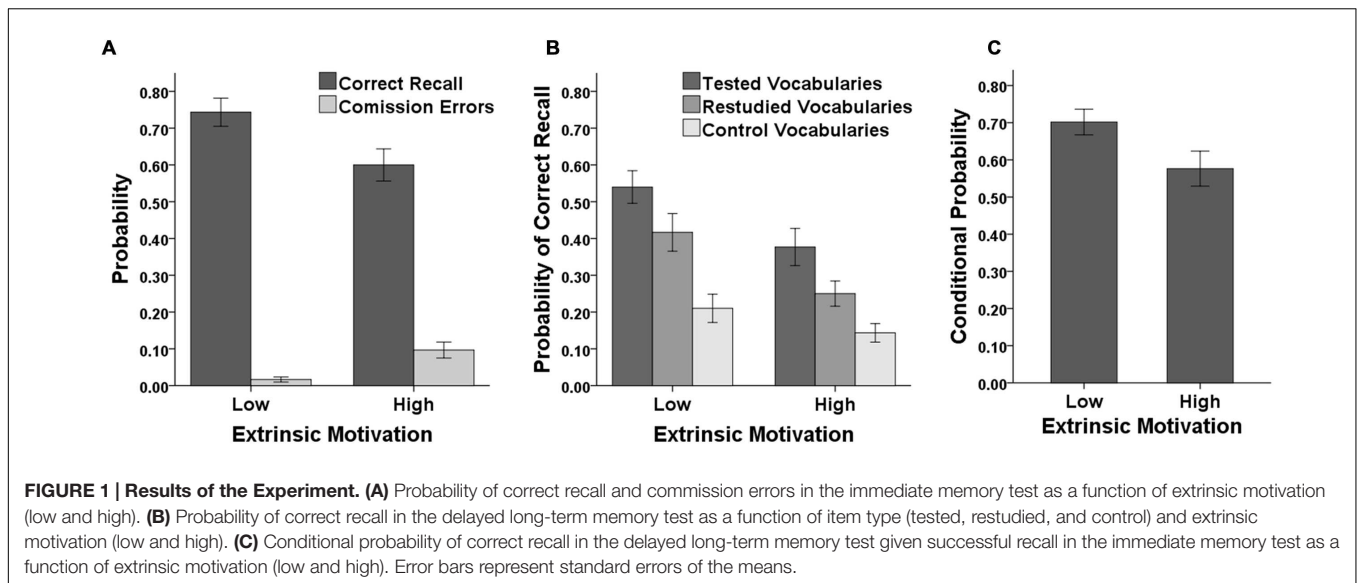 A
Correct Recall
Comission Errors
0.80
0.70
0.60
0.50
0.40
0.30
0.20
0.10
0.00
Probability
Low
High
Extrinsic Motivation
B
Tested Vocabularies
Restudied Vocabularies
Control Vocabularies
0.80
0.70
0.60
0.50
0.40
0.30
0.20
0.10
0.00
Probability of Correct Recall
Low
High
Extrinsic Motivation
C
0.80
0.70
0.60
0.50
0.40
0.30
0.20
0.10
0.00
Conditional Probability
Low
High
Extrinsic Motivation
FIGURE 1 | Results of the Experiment. (A) Probability of correct recall and commission errors in the immediate memory test as a function of extrinsic motivation
(low and high). (B) Probability of correct recall in the delayed long-term memory test as a function of item type (tested, restudied, and control) and extrinsic
motivation (low and high). (C) Conditional probability of correct recall in the delayed long-term memory test given successful recall in the immediate memory test as a
function of extrinsic motivation (low and high). Error bars represent standard errors of the means.